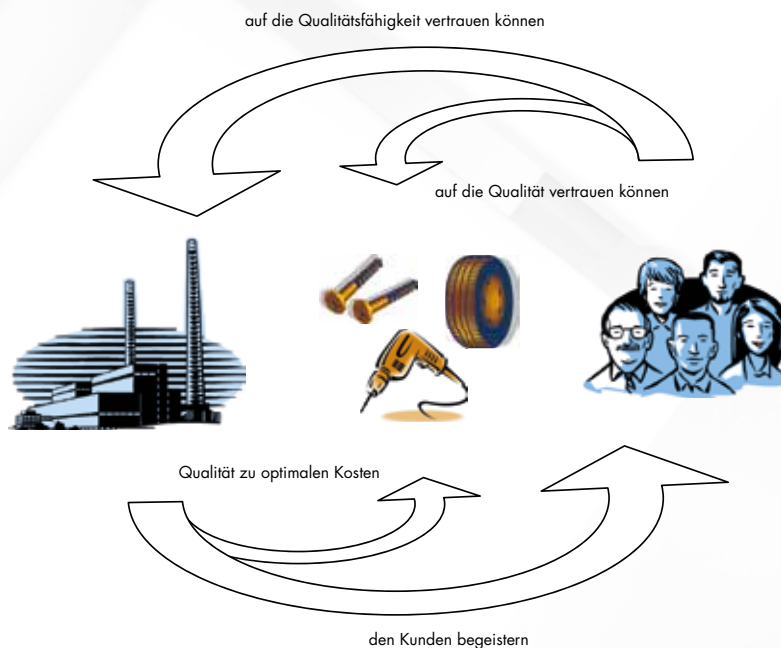 auf die Qualitätsfähigkeit vertrauen können
auf die Qualität vertrauen können
Qualität zu optimalen Kosten
den Kunden begeistern